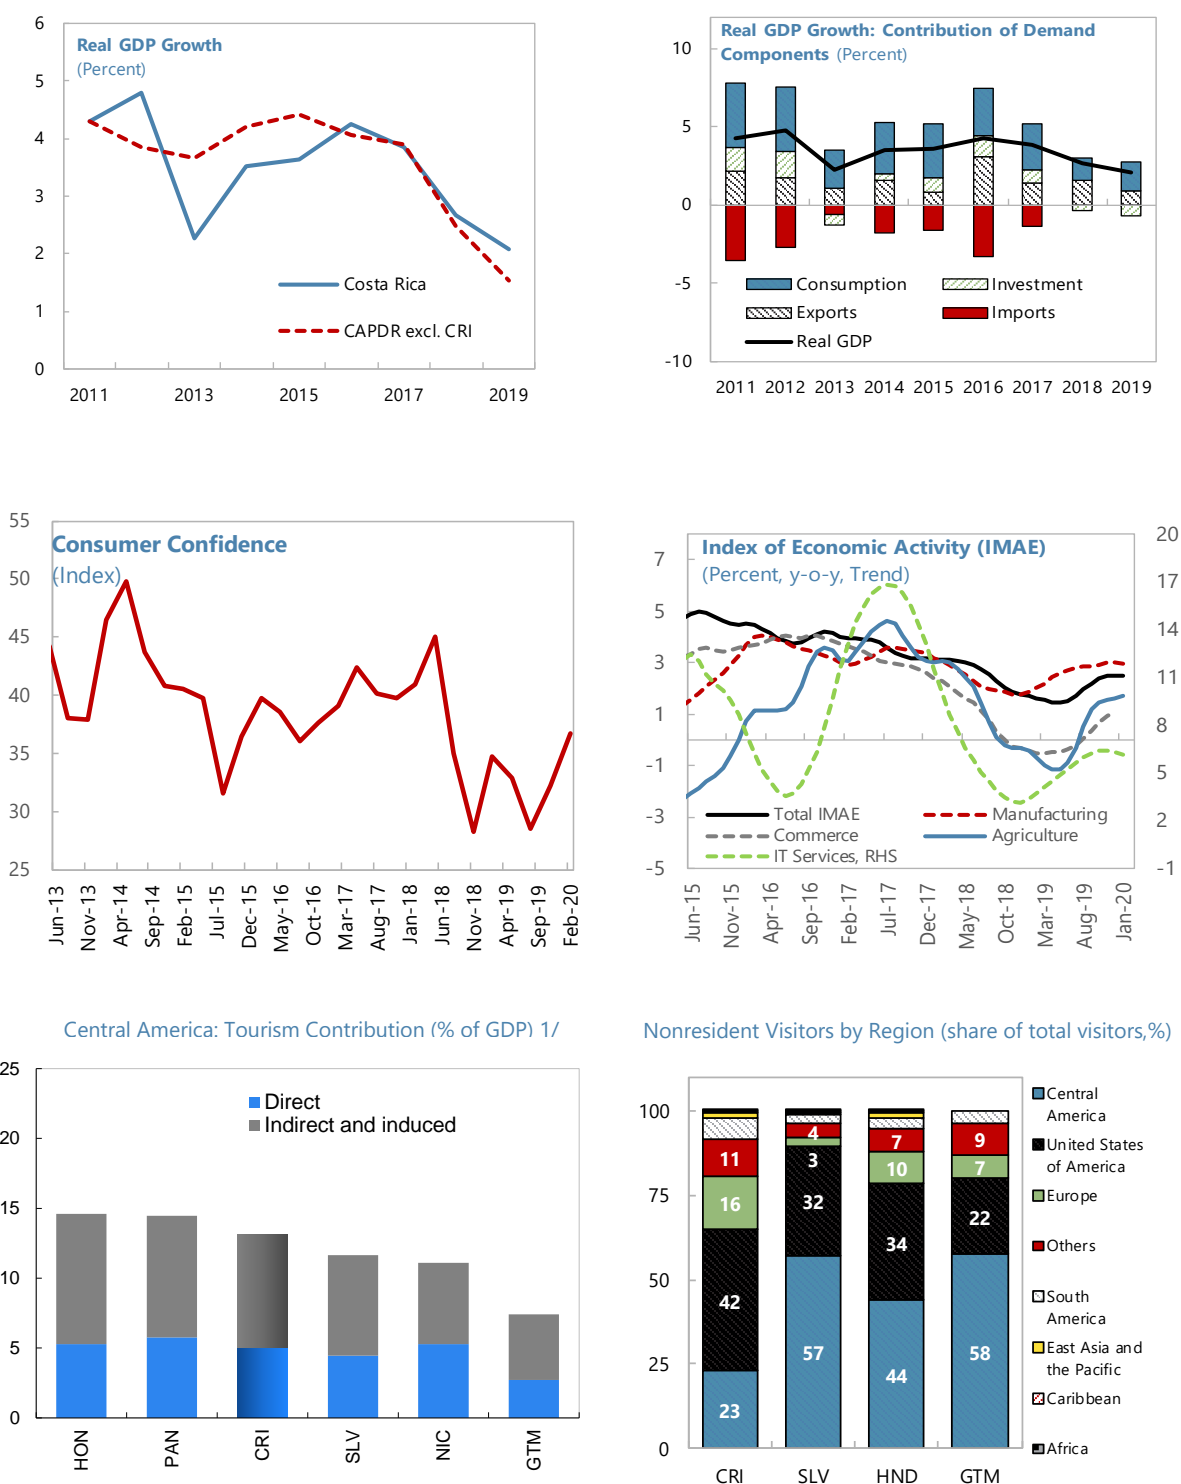 Real GDP Growth
(Percent)
6
5
4
3
2
1
0
Costa Rica
CAPDR excl. CRI
2011 2013 2015 2017 2019
Real GDP Growth: Contribution of Demand
Components (Percent)
10
5
0
-5
-10
Consumption Investment
Exports Imports
Real GDP
2011 2012 2013 2014 2015 2016 2017 2018 2019
Consumer Confidence
(Index)
55
50
45
40
35
30
25
Jun-13 Nov-13 Apr-14 Sep-14 Feb-15 Jul-15 Dec-15 May-16 Oct-16 Mar-17 Aug-17 Jan-18 Jun-18 Nov-18 Apr-19 Sep-19 Feb-20
Index of Economic Activity (IMAE)
(Percent, y-o-y, Trend)
7
5
3
1
-1
-3
-5
20
17
14
11
8
5
2
-1
Total IMAE Manufacturing
Commerce Agriculture
IT Services, RHS
Jun-15 Nov-15 Apr-16 Sep-16 Feb-17 Jul-17 Dec-17 May-18 Oct-18 Mar-19 Aug-19 Jan-20
Central America: Tourism Contribution (% of GDP) 1/
25
20
15
10
5
0
Direct
Indirect and induced
HON PAN CRI SLV NIC GTM
Nonresident Visitors by Region (share of total visitors,%)
100
75
50
25
0
11
16
42
23
4
3
32
57
7
10
34
44
9
7
22
58
CRI SLV HND GTM
Central
America
United States
of America
Europe
Others
South
America
East Asia and
the Pacific
Caribbean
Africa